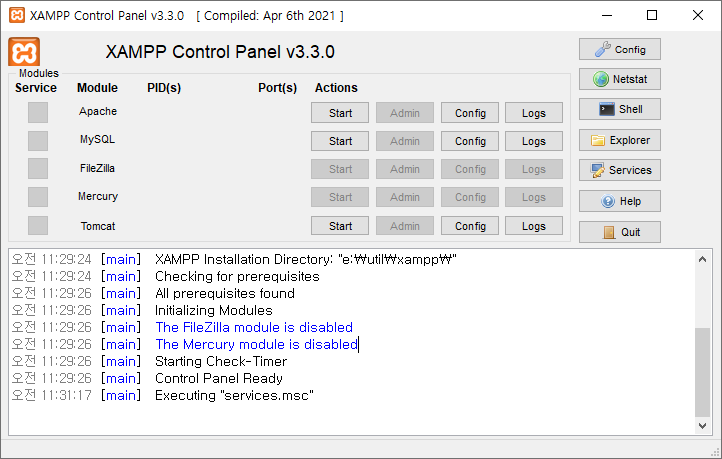 XAMPP Control Panel v3.3.0 [ Compiled: Apr 6th 2021 ]
XAMPP Control Panel v3.3.0
Config
Netstat
Shell
Explorer
Services
Help
Quit
Modules
Service Module PID(s) Port(s) Actions
Apache Start Admin Config Logs
MySQL Start Admin Config Logs
FileZilla Start Admin Config Logs
Mercury Start Admin Config Logs
Tomcat Start Admin Config Logs
오전 11:29:24 [main] XAMPP Installation Directory: "e:₩util₩xampp₩"
오전 11:29:24 [main] Checking for prerequisites
오전 11:29:26 [main] All prerequisites found
오전 11:29:26 [main] Initializing Modules
오전 11:29:26 [main] The FileZilla module is disabled
오전 11:29:26 [main] The Mercury module is disabled
오전 11:29:26 [main] Starting Check-Timer
오전 11:29:26 [main] Control Panel Ready
오전 11:31:17 [main] Executing "services.msc"